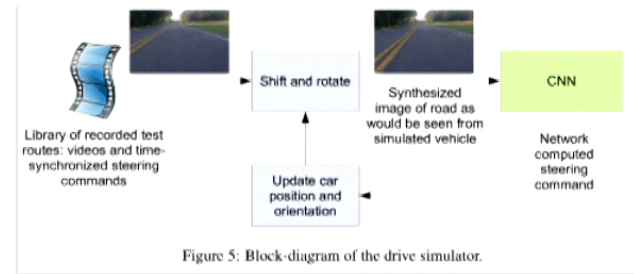 Shift and rotate
CNN
Library of recorded test
routes: videos and time-
synchronized steering
commands
Synthesized
image of road as
would be seen from
simulated vehicle
Network
computed
steering
command
Update car
position and
orientation
Figure 5: Block-diagram of the drive simulator.